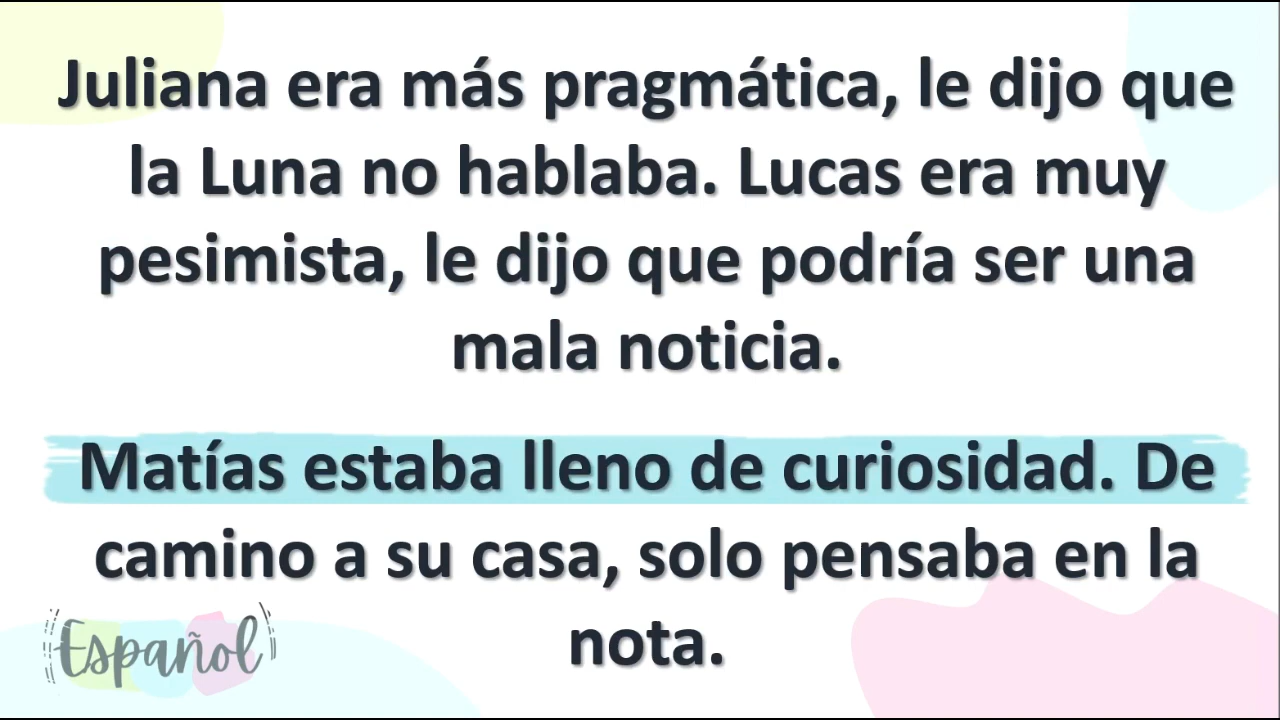 Juliana era más pragmática, le dijo que
la Luna no hablaba. Lucas era muy
pesimista, le dijo que podría ser una
mala noticia.
Matías estaba lleno de curiosidad. De
camino a su casa, solo pensaba en la
nota.
Español